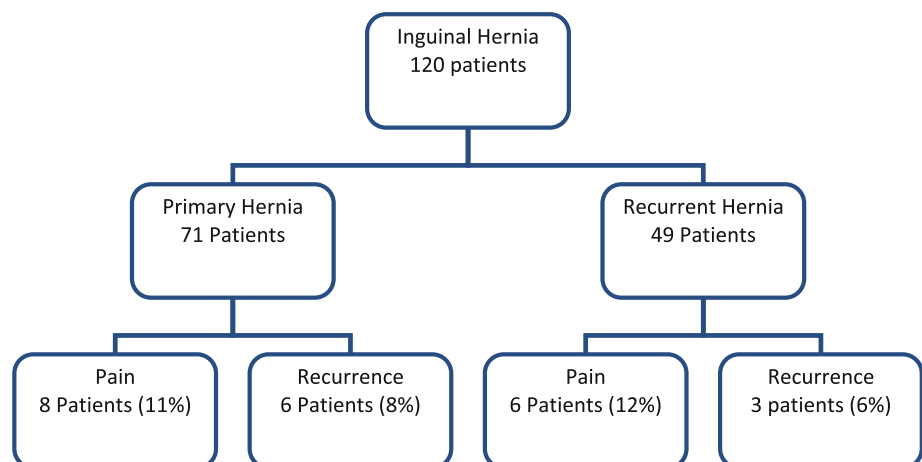 Inguinal Hernia
120 patients
Primary Hernia
71 Patients
Recurrent Hernia
49 Patients
Pain
8 Patients (11%)
Recurrence
6 Patients (8%)
Pain
6 Patients (12%)
Recurrence
3 patients (6%)